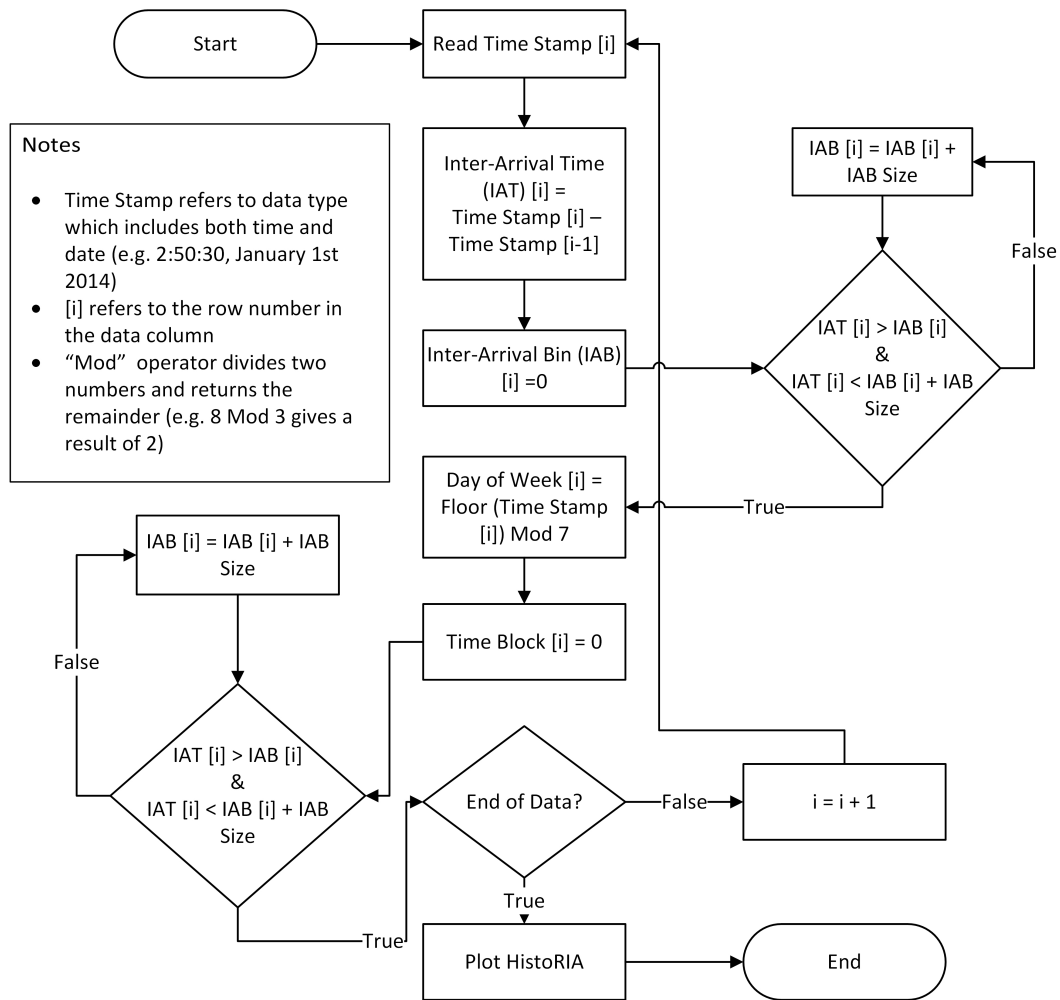 Start
Read Time Stamp [i]
Notes
• Time Stamp refers to data type
which includes both time and
date (e.g. 2:50:30, January 1st
2014)
• [i] refers to the row number in
the data column
• “Mod” operator divides two
numbers and returns the
remainder (e.g. 8 Mod 3 gives a
result of 2)
Inter-Arrival Time
(IAT) [i] =
Time Stamp [i] –
Time Stamp [i-1]
Inter-Arrival Bin (IAB)
[i] =0
IAB [i] = IAB [i] +
IAB Size
False
IAT [i] > IAB [i]
&
IAT [i] < IAB [i] + IAB
Size
True
Day of Week [i] =
Floor (Time Stamp
[i]) Mod 7
Time Block [i] = 0
IAB [i] = IAB [i] + IAB
Size
False
IAT [i] > IAB [i]
&
IAT [i] < IAB [i] + IAB
Size
True
End of Data?
False
i = i + 1
True
Plot HistoRIA
End